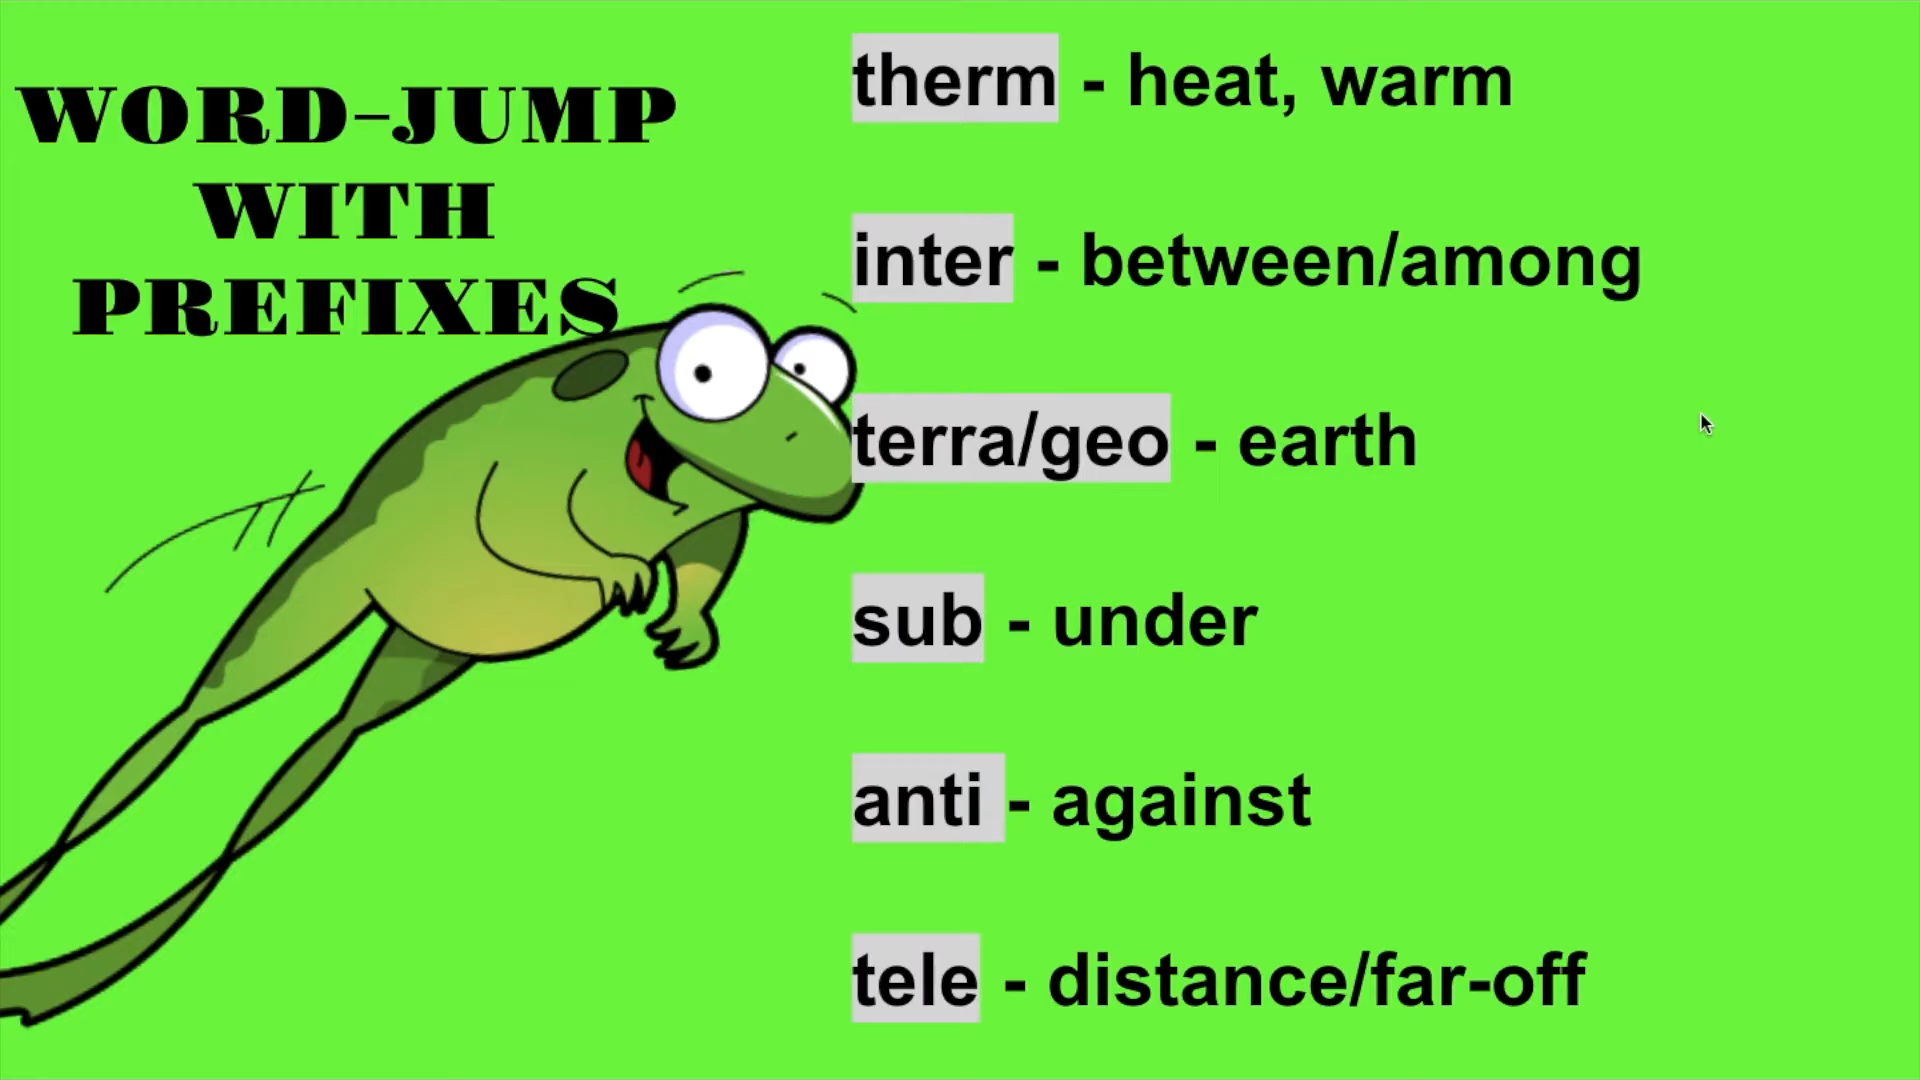 WORD-JUMP
WITH
PREFIXES
therm - heat, warm
inter - between/among
terra/geo - earth
sub - under
anti - against
tele - distance/far-off